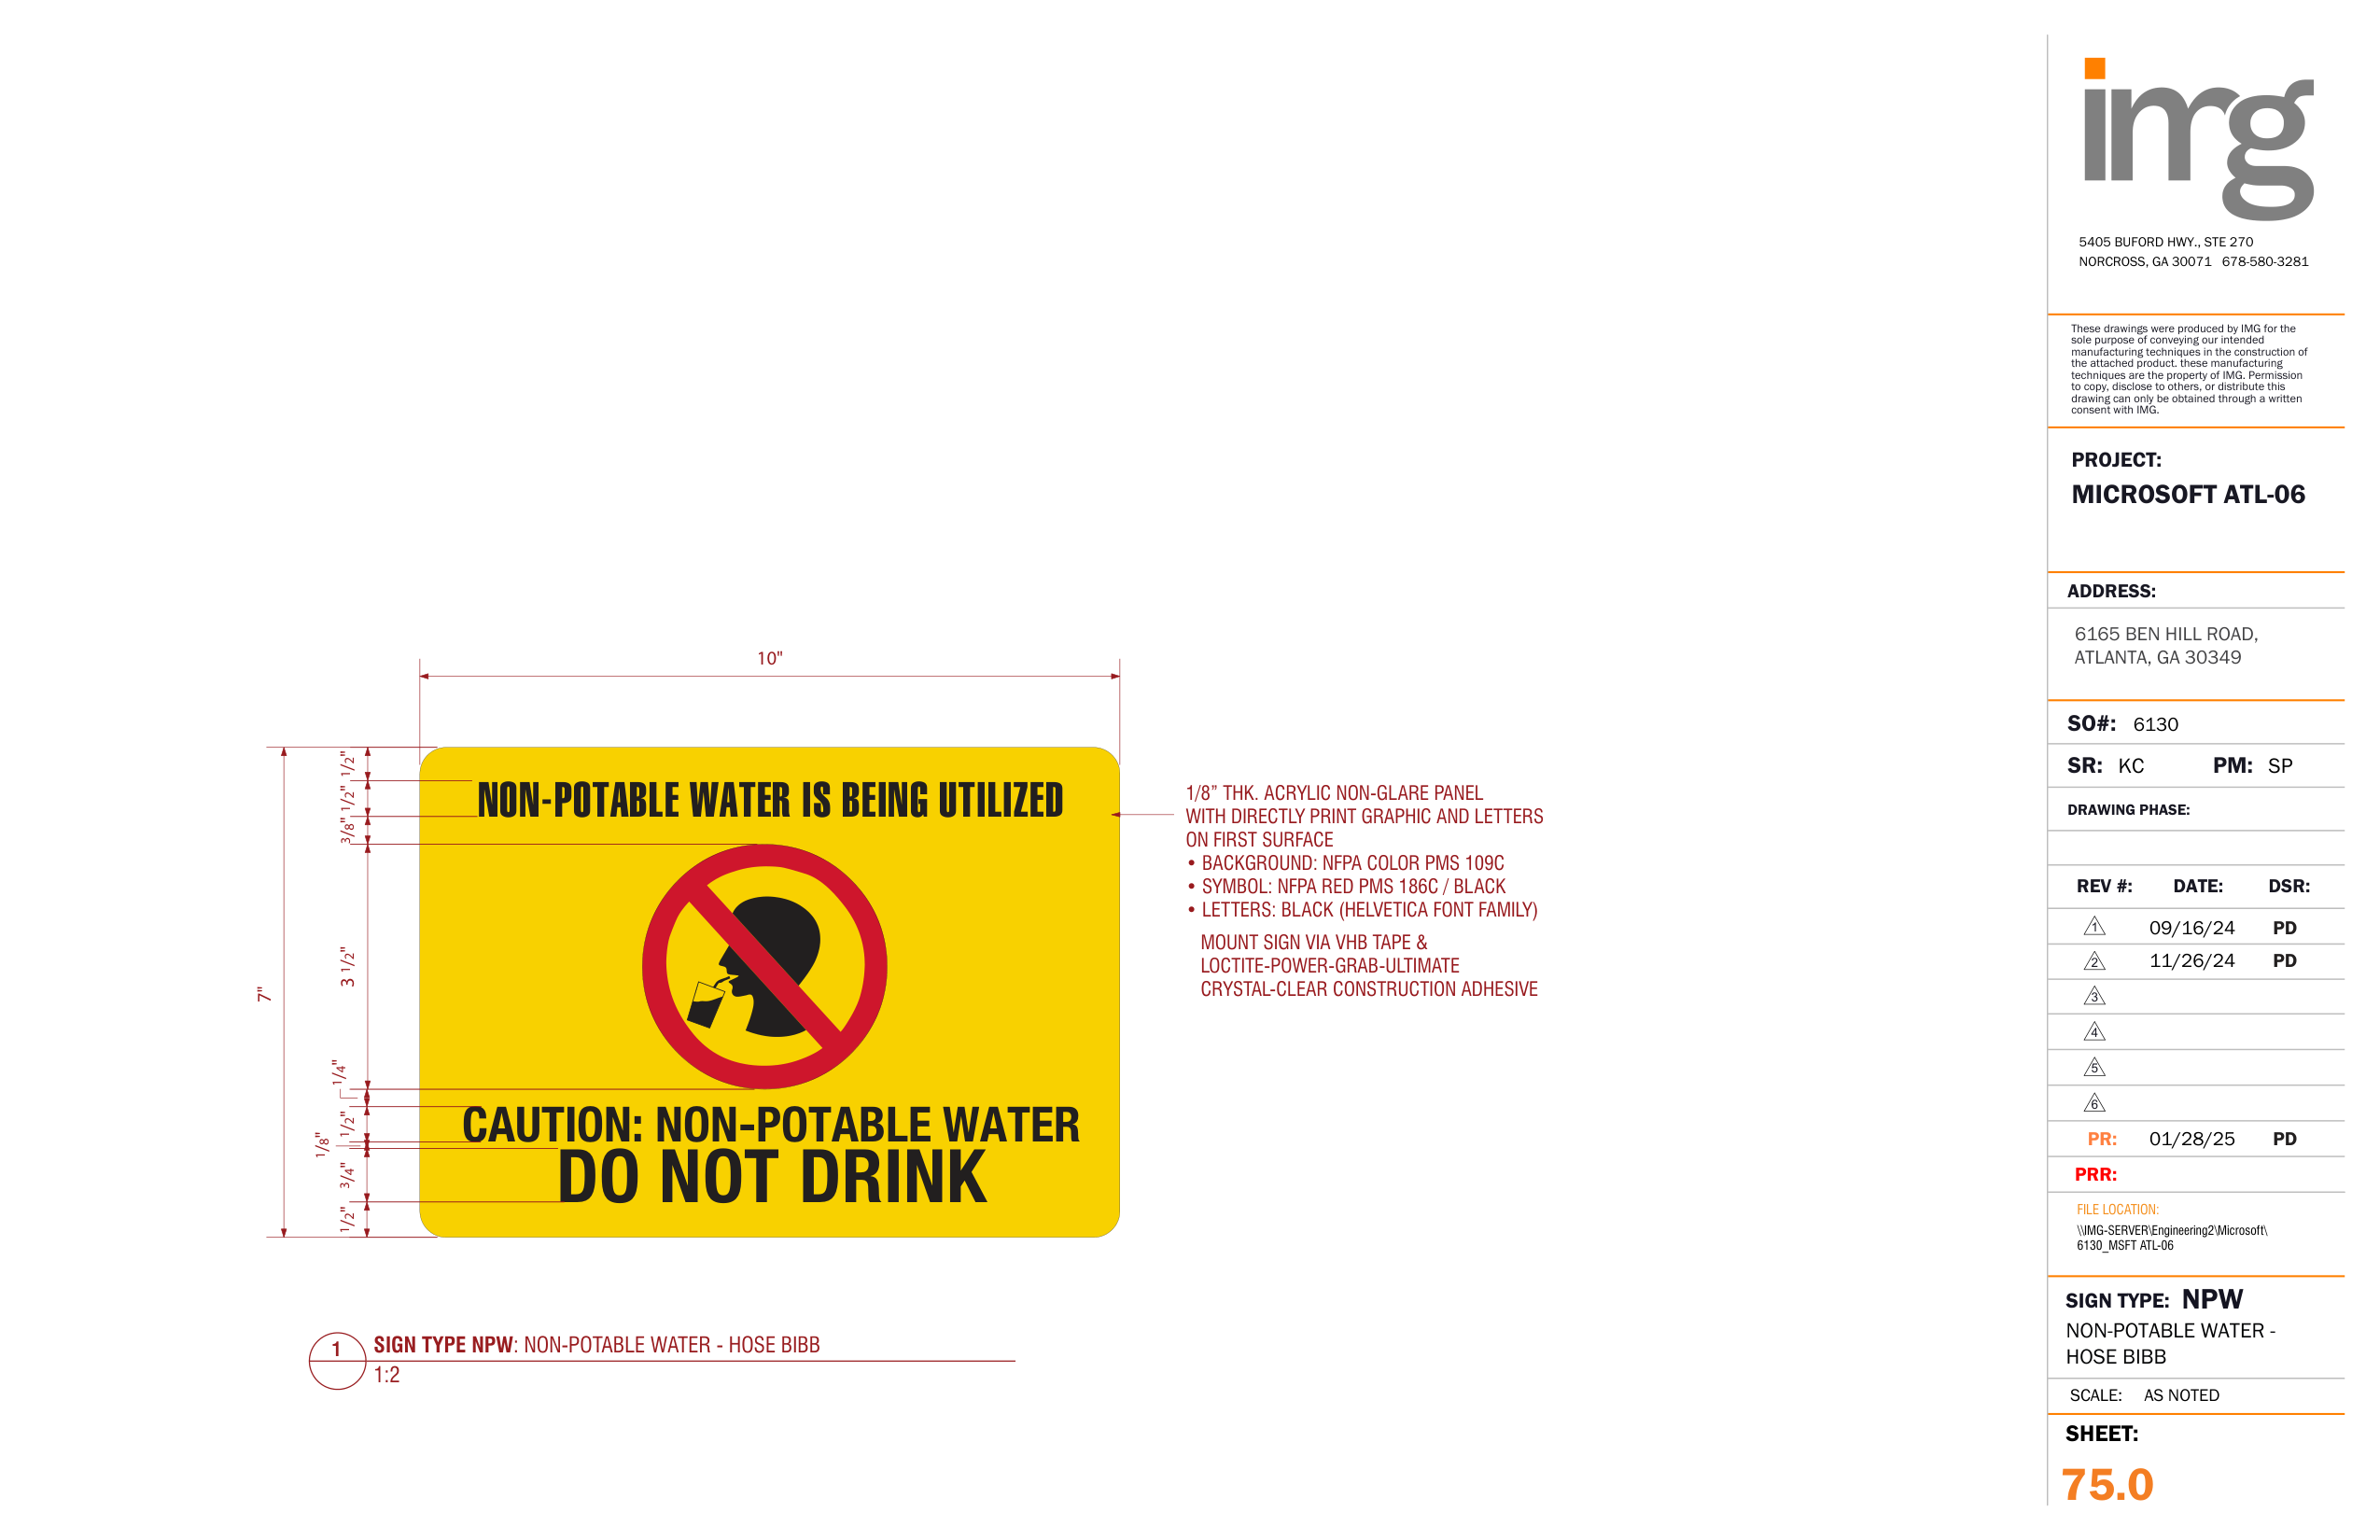 10"
7"
1/2"
1/2"
3/8"
3 1/2"
1/4"
1/2"
1/8"
3/4"
1/2"
NON-POTABLE WATER IS BEING UTILIZED
CAUTION: NON-POTABLE WATER
DO NOT DRINK
1/8” THK. ACRYLIC NON-GLARE PANEL
WITH DIRECTLY PRINT GRAPHIC AND LETTERS
ON FIRST SURFACE
• BACKGROUND: NFPA COLOR PMS 109C
• SYMBOL: NFPA RED PMS 186C / BLACK
• LETTERS: BLACK (HELVETICA FONT FAMILY)
MOUNT SIGN VIA VHB TAPE &
LOCTITE-POWER-GRAB-ULTIMATE
CRYSTAL-CLEAR CONSTRUCTION ADHESIVE
1 SIGN TYPE NPW: NON-POTABLE WATER - HOSE BIBB
1:2
img
5405 BUFORD HWY., STE 270
NORCROSS, GA 30071 678-580-3281
These drawings were produced by IMG for the
sole purpose of conveying our intended
manufacturing techniques in the construction of
the attached product. these manufacturing
techniques are the property of IMG. Permission
to copy, disclose to others, or distribute this
drawing can only be obtained through a written
consent with IMG.
PROJECT:
MICROSOFT ATL-06
ADDRESS:
6165 BEN HILL ROAD,
ATLANTA, GA 30349
SO#: 6130
SR: KC PM: SP
DRAWING PHASE:
REV #: DATE: DSR:
1 09/16/24 PD
2 11/26/24 PD
3
4
5
6
PR: 01/28/25 PD
PRR:
FILE LOCATION:
\\IMG-SERVER\Engineering2\Microsoft\
6130_MSFT ATL-06
SIGN TYPE: NPW
NON-POTABLE WATER -
HOSE BIBB
SCALE: AS NOTED
SHEET:
75.0